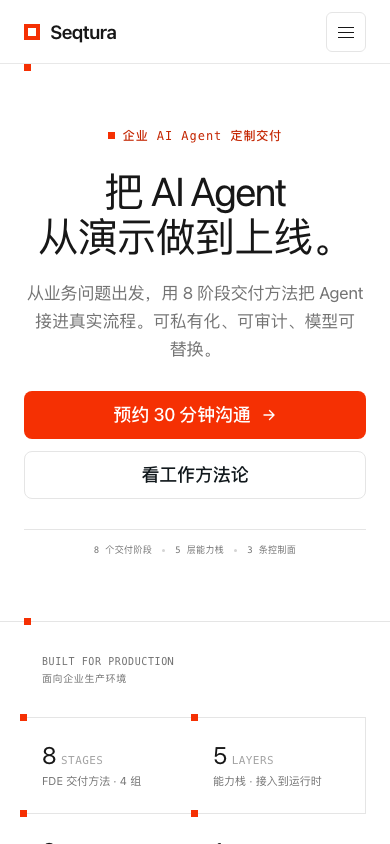 Seqtura
企业 AI Agent 定制交付
把 AI Agent
从演示做到上线。
从业务问题出发，用 8 阶段交付方法把 Agent
接进真实流程。可私有化、可审计、模型可
替换。
预约 30 分钟沟通 →
看工作方法论
8 个交付阶段 • 5 层能力栈 • 3 条控制面
BUILT FOR PRODUCTION
面向企业生产环境
8 STAGES
FDE 交付方法 · 4 组
5 LAYERS
能力栈 · 接入到运行时